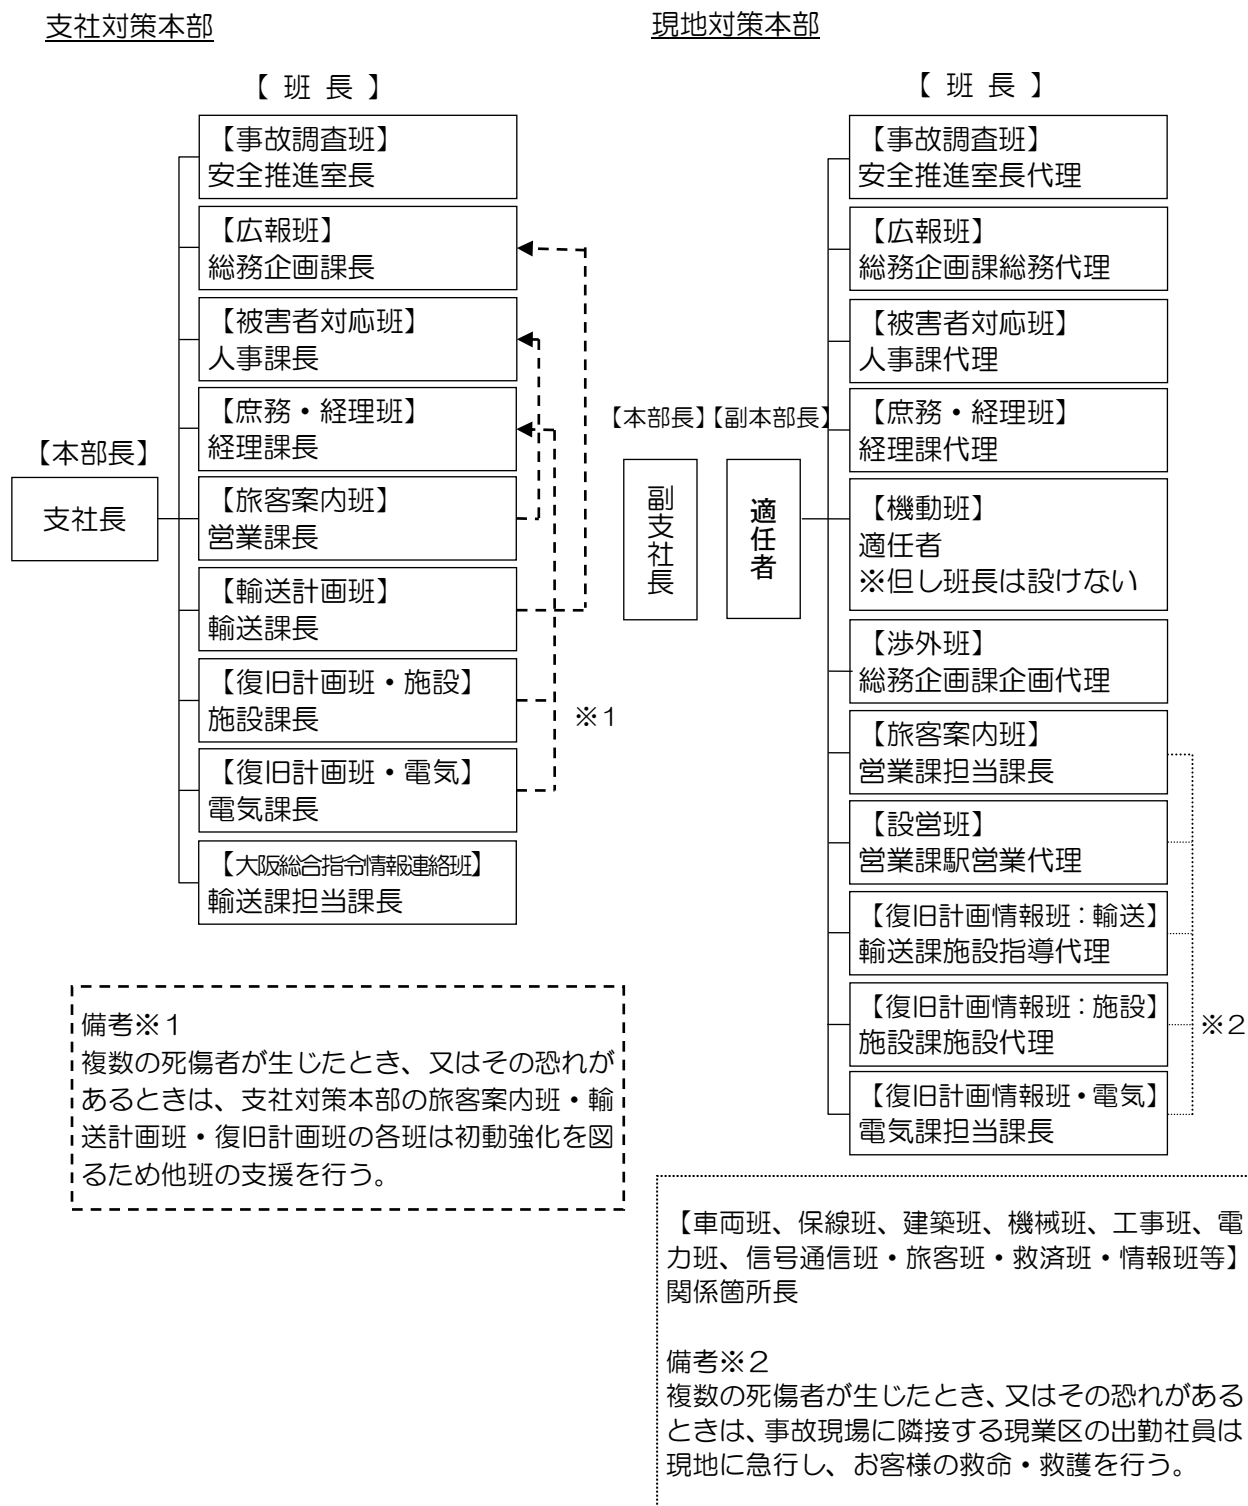 支社対策本部
【 班 長 】
【事故調査班】
安全推進室長
【広報班】
総務企画課長
【被害者対応班】
人事課長
【庶務・経理班】
経理課長
【本部長】
支社長
【旅客案内班】
営業課長
【輸送計画班】
輸送課長
【復旧計画班・施設】
施設課長
【復旧計画班・電気】
電気課長
【大阪総合指令情報連絡班】
輸送課担当課長
※1
備考※1
複数の死傷者が生じたとき、又はその恐れが
あるときは、支社対策本部の旅客案内班・輸
送計画班・復旧計画班の各班は初動強化を図
るため他班の支援を行う。
現地対策本部
【 班 長 】
【事故調査班】
安全推進室長代理
【広報班】
総務企画課総務代理
【被害者対応班】
人事課代理
【本部長】【副本部長】
副支社長
適任者
【庶務・経理班】
経理課代理
【機動班】
適任者
※但し班長は設けない
【渉外班】
総務企画課企画代理
【旅客案内班】
営業課担当課長
【設営班】
営業課駅営業代理
【復旧計画情報班：輸送】
輸送課施設指導代理
【復旧計画情報班：施設】
施設課施設代理
【復旧計画情報班・電気】
電気課担当課長
※2
【車両班、保線班、建築班、機械班、工事班、電
力班、信号通信班・旅客班・救済班・情報班等】
関係箇所長
備考※２
複数の死傷者が生じたとき、又はその恐れがある
ときは、事故現場に隣接する現業区の出勤社員は
現地に急行し、お客様の救命・救護を行う。